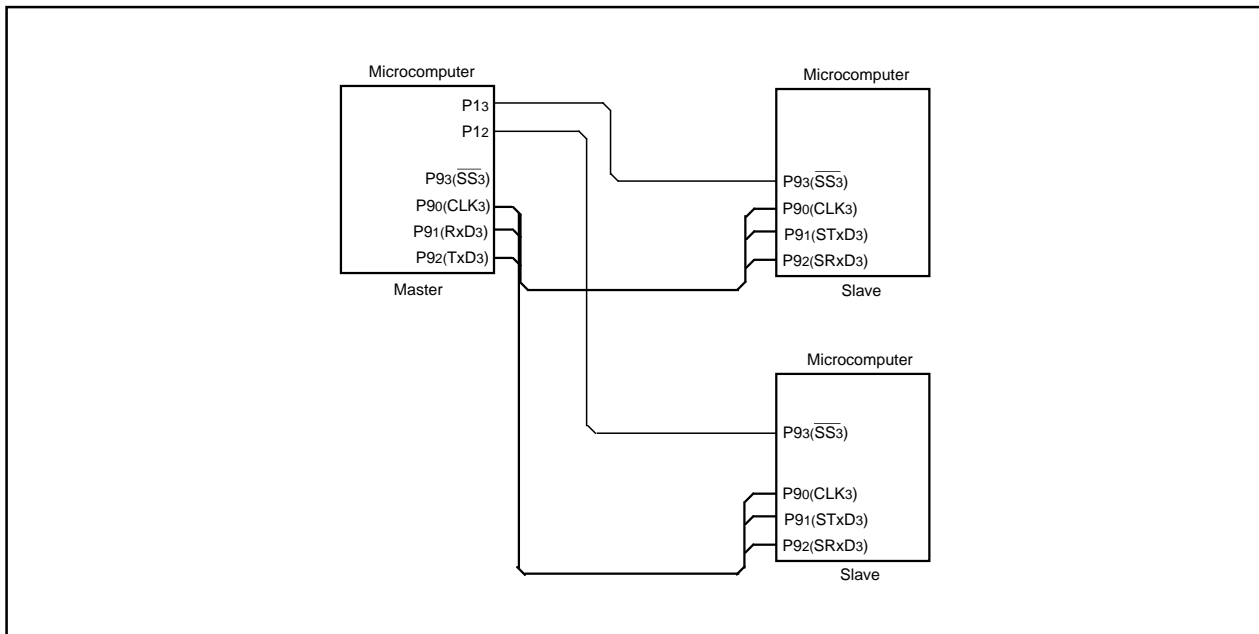 Microcomputer
P13
P12
P93(SS3)
P90(CLK3)
P91(RxD3)
P92(TxD3)
Master
Microcomputer
P93(SS3)
P90(CLK3)
P91(STxD3)
P92(SRxD3)
Slave
Microcomputer
P93(SS3)
P90(CLK3)
P91(STxD3)
P92(SRxD3)
Slave